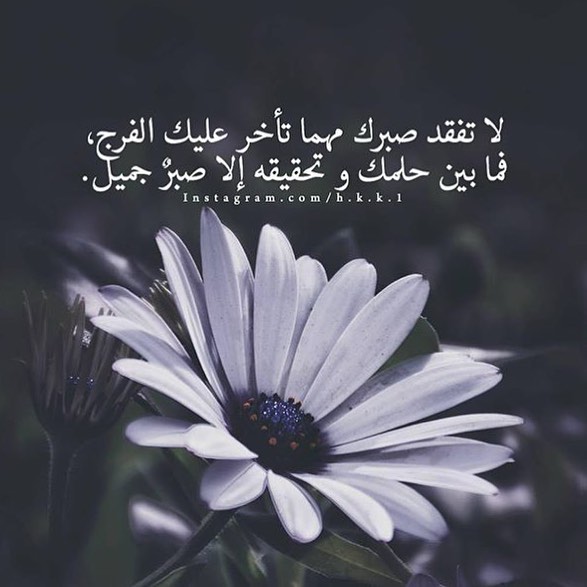 لا تفقد صبرك مهما تأخر عليك الفرج،
فما بين حلمك و تحقيقه إلا صبرٌ جميل.
Instagram.com/h.k.k.1